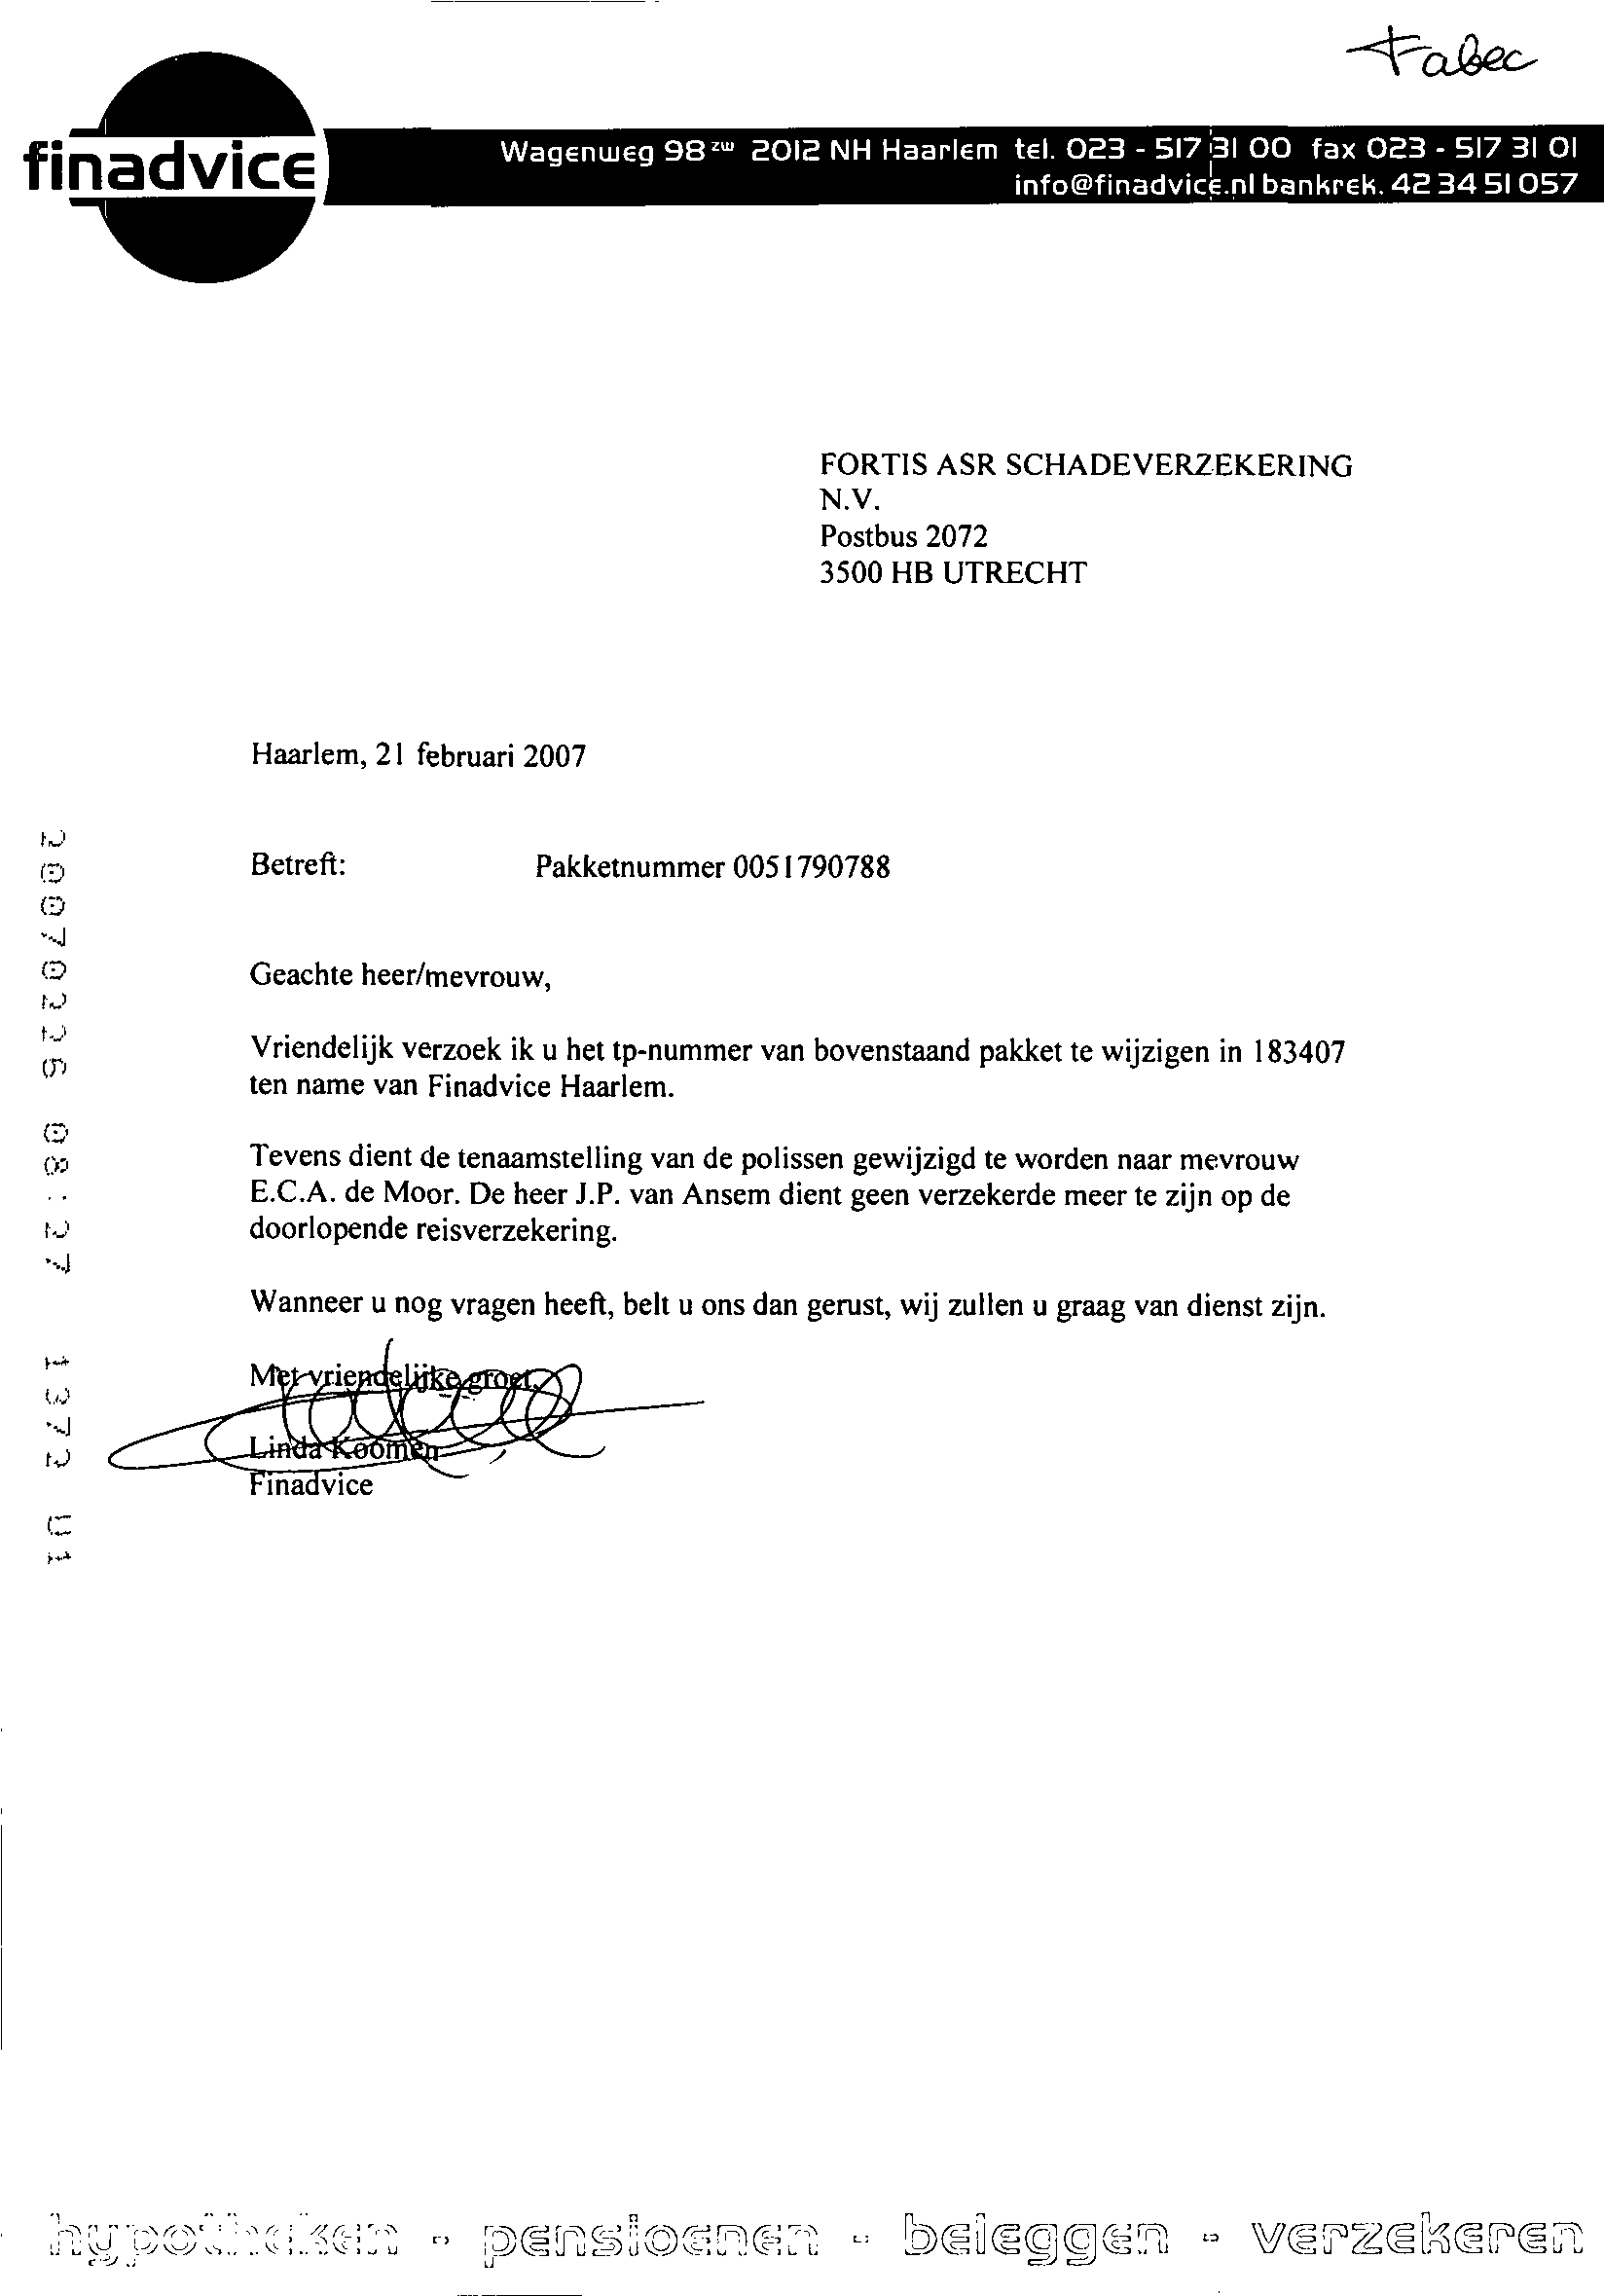 Fabec
finadvice
Wagenweg 98 zw 2012 NH Haarlem tel. 023 - 517 31 00 fax 023 - 517 31 01
info@finadvice.nl bankrek. 42 34 51 057
FORTIS ASR SCHADEVERZEKERING
N.V.
Postbus 2072
3500 HB UTRECHT
Haarlem, 21 februari 2007
Betreft: Pakketnummer 0051790788
Geachte heer/mevrouw,
Vriendelijk verzoek ik u het tp-nummer van bovenstaand pakket te wijzigen in 183407
ten name van Finadvice Haarlem.
Tevens dient de tenaamstelling van de polissen gewijzigd te worden naar mevrouw
E.C.A. de Moor. De heer J.P. van Ansem dient geen verzekerde meer te zijn op de
doorlopende reisverzekering.
Wanneer u nog vragen heeft, belt u ons dan gerust, wij zullen u graag van dienst zijn.
Met vriendelijke groet,
Linda Koomen
Finadvice
20070226 08:27 1372 U1
hypotheken - pensioenen - beleggen - verzekeren